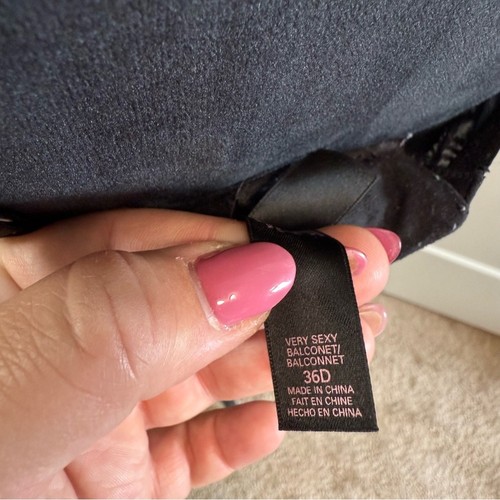 VERY SEXY
BALCONET/
BALCONNET
36D
MADE IN CHINA
FAIT EN CHINE
HECHO EN CHINA